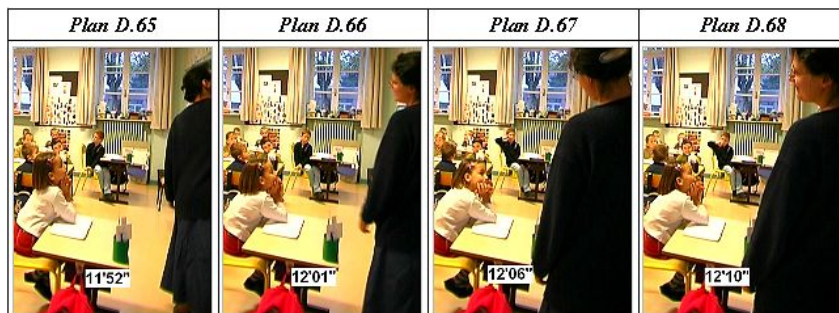 Plan D.65
Plan D.66
Plan D.67
Plan D.68
11'52"
12'01"
12'06"
12'10"